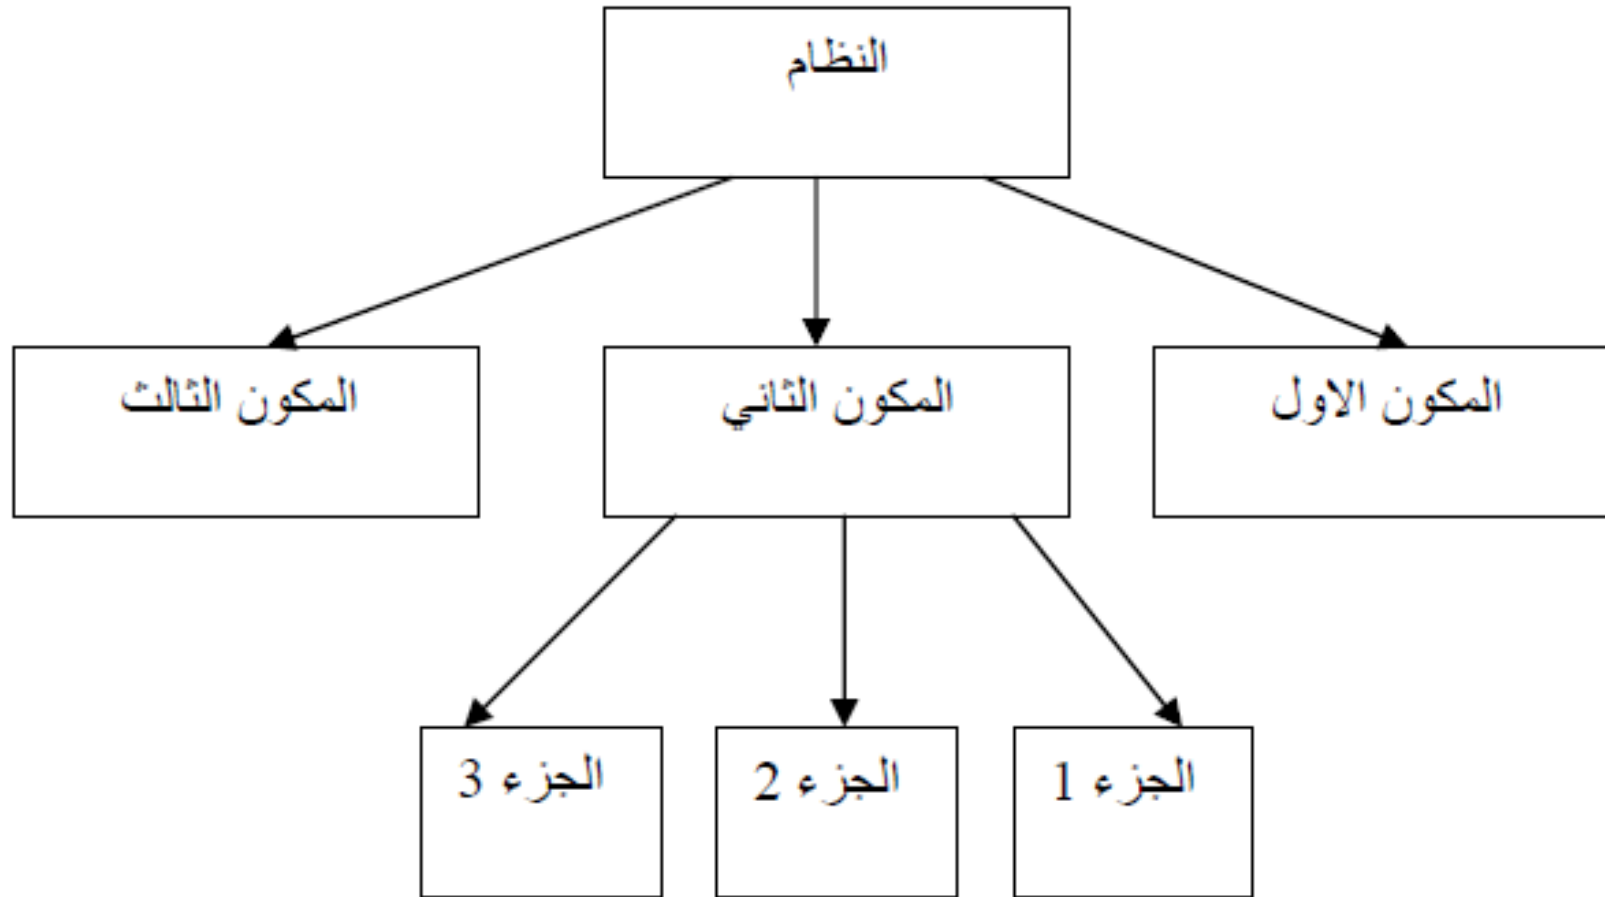 النظام
المكون الاول
المكون الثاني
المكون الثالث
الجزء 1
الجزء 2
الجزء 3